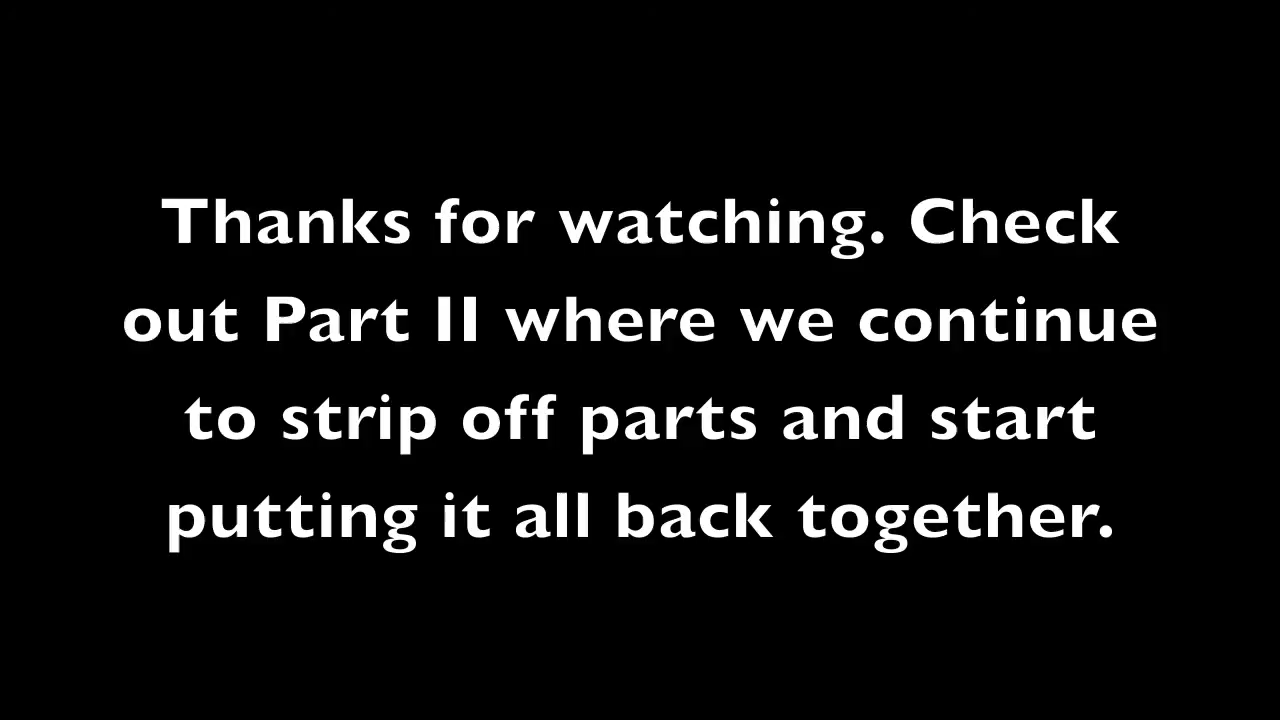 Thanks for watching. Check
out Part II where we continue
to strip off parts and start
putting it all back together.